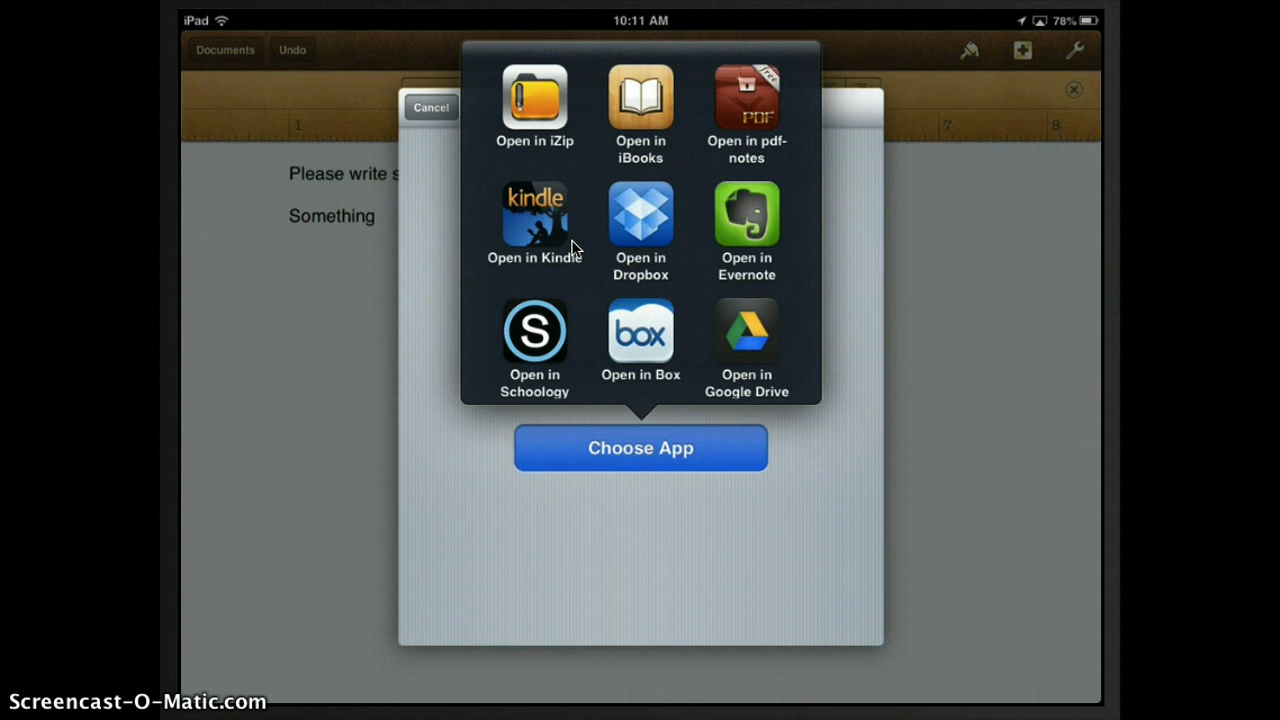 iPad
10:11 AM
78%
Documents
Undo
Cancel
1
7
8
Please write s
Something
Open in iZip
Open in
iBooks
free
PDF
Open in pdf-
notes
kindle
Open in Kindle
Open in
Dropbox
Open in
Evernote
S
Open in
Schoology
box
Open in Box
Open in
Google Drive
Choose App
Screencast-O-Matic.com